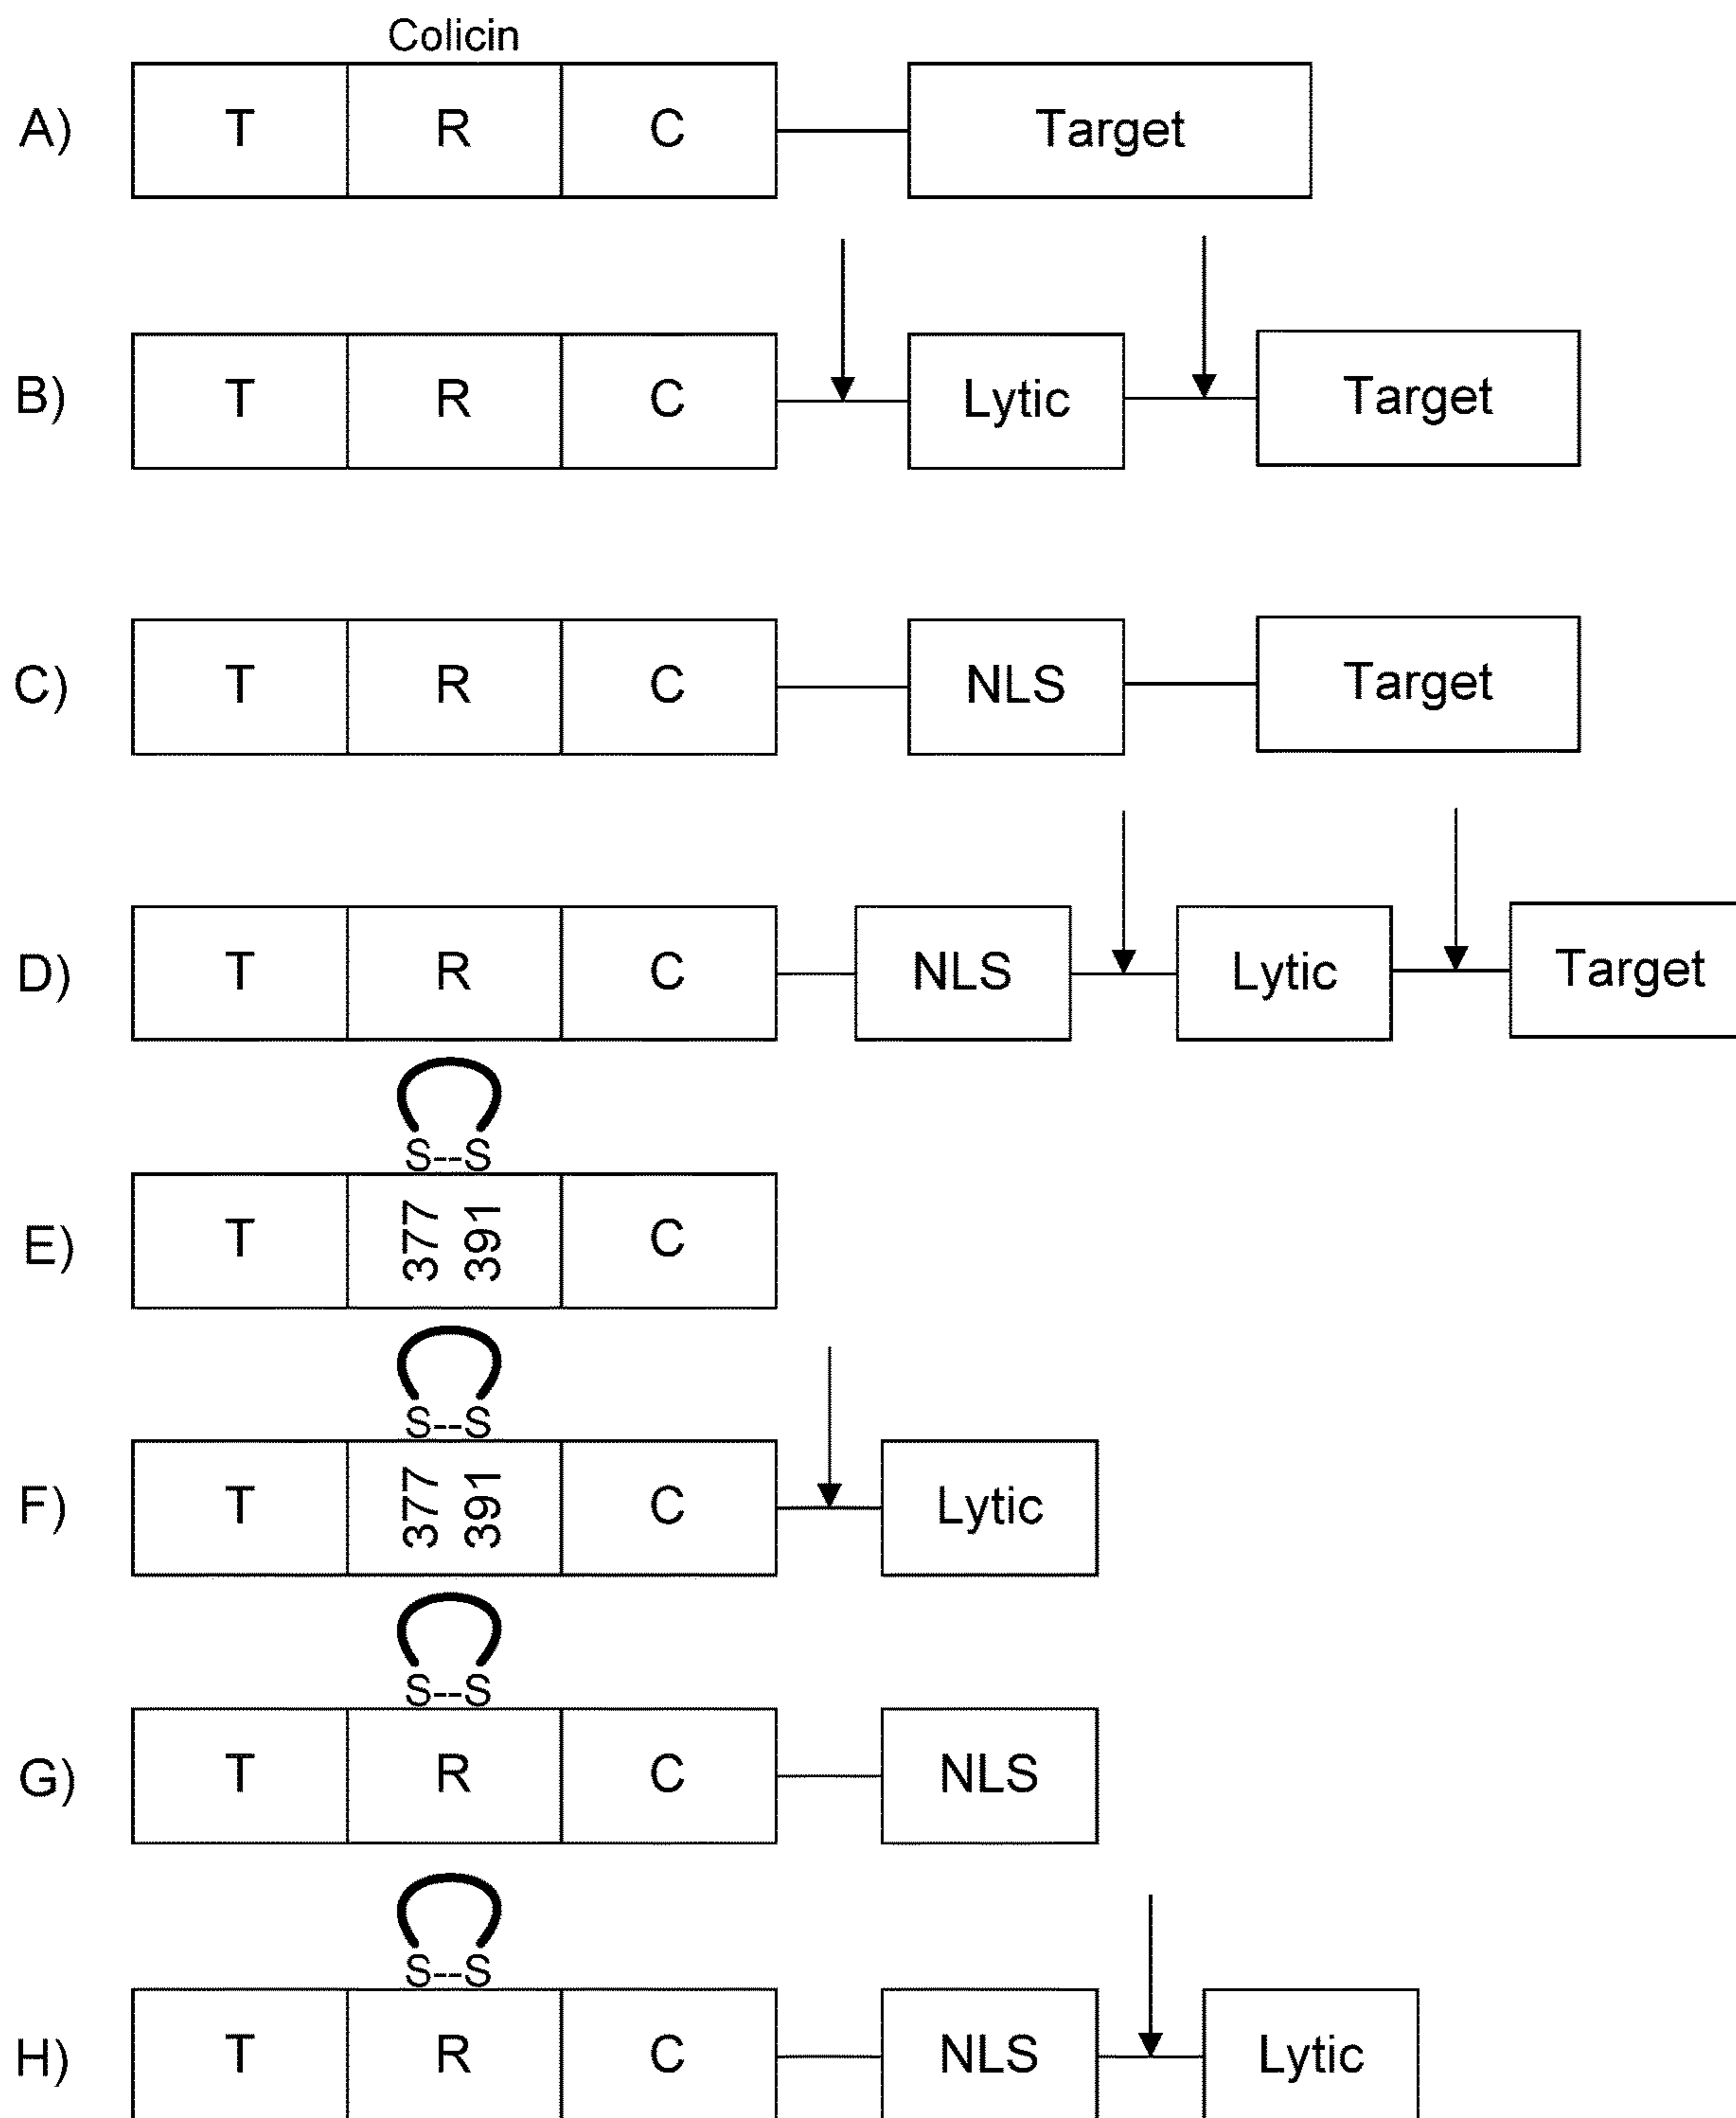 Colicin
A) T R C Target
B) T R C Lytic Target
C) T R C NLS Target
D) T R C NLS Lytic Target
S--S
E) T 377 391 C
S--S
F) T 377 391 C Lytic
S--S
G) T R C NLS
S--S
H) T R C NLS Lytic